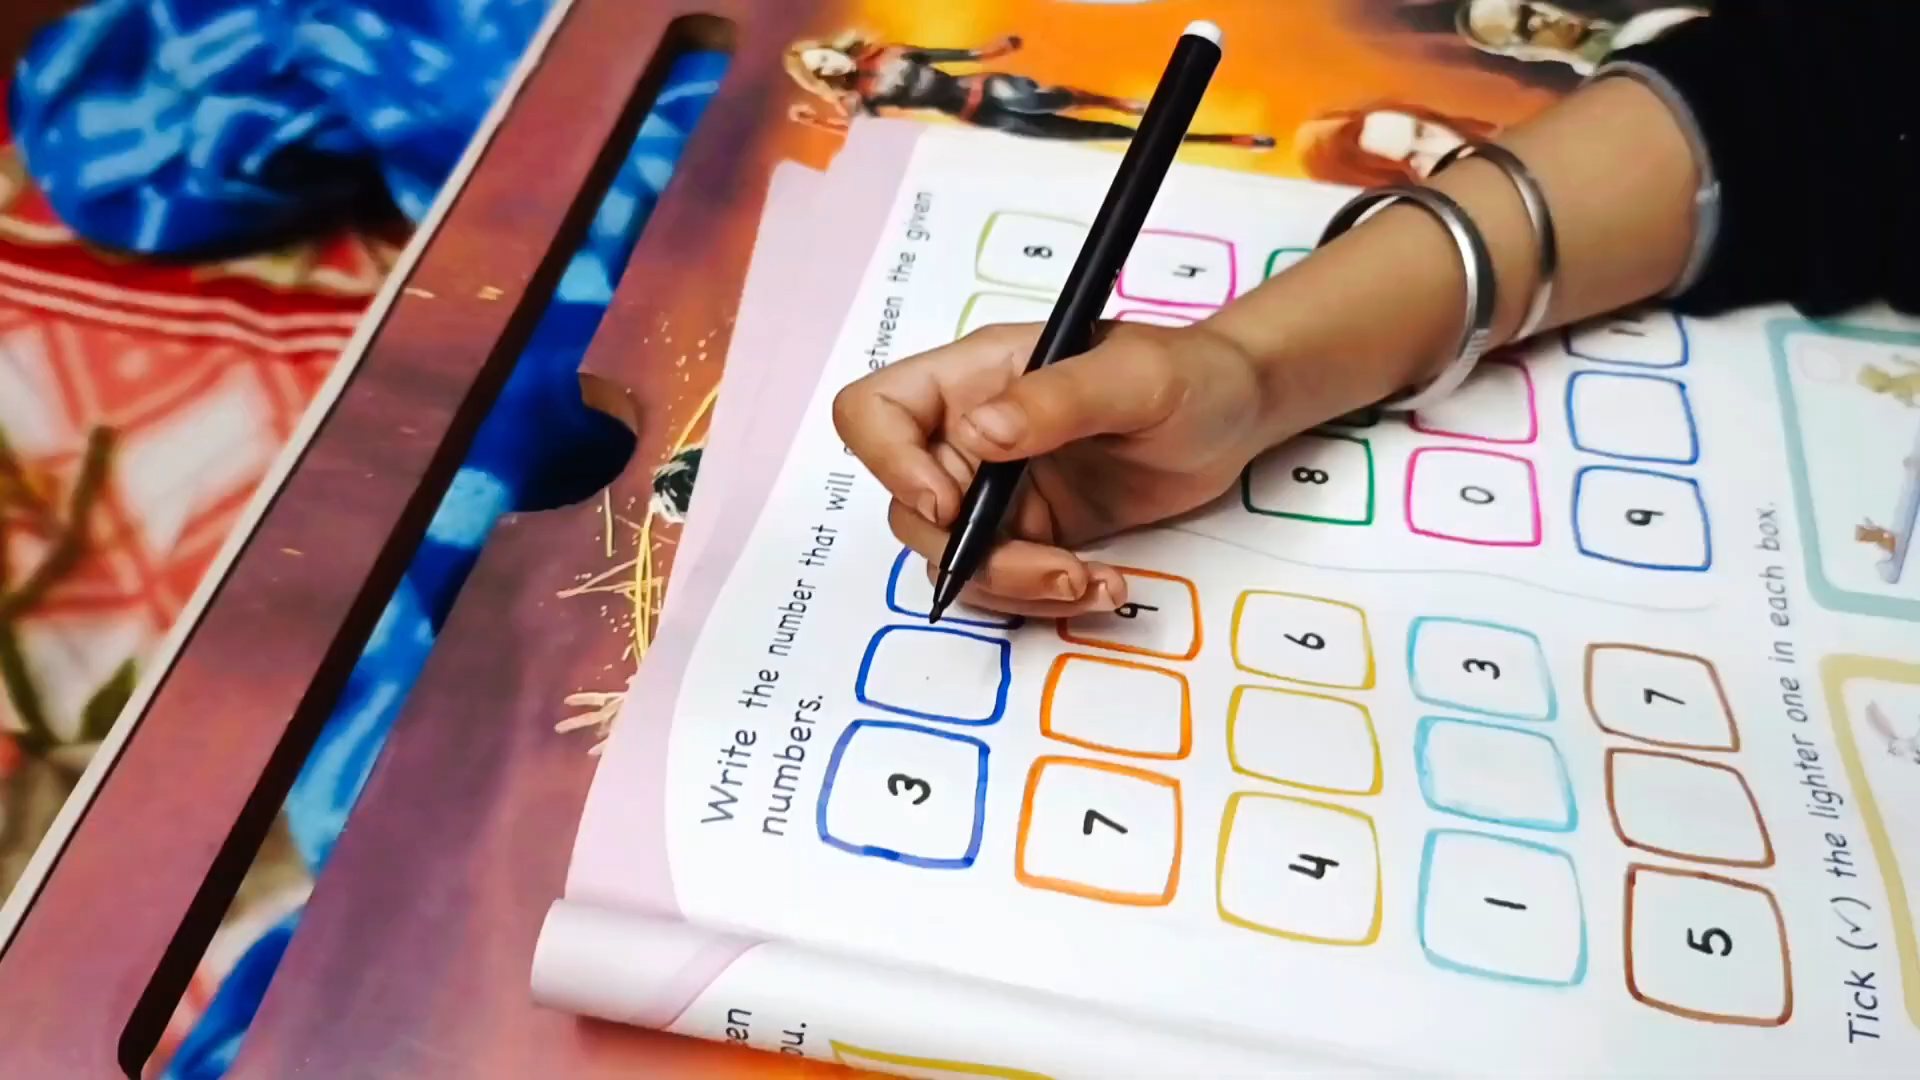 Write the number that will etween the given
numbers.
3 8
7 9 4
4 6 8
1 3 0
5 7 9
Tick (✓) the lighter one in each box.
een
ou.